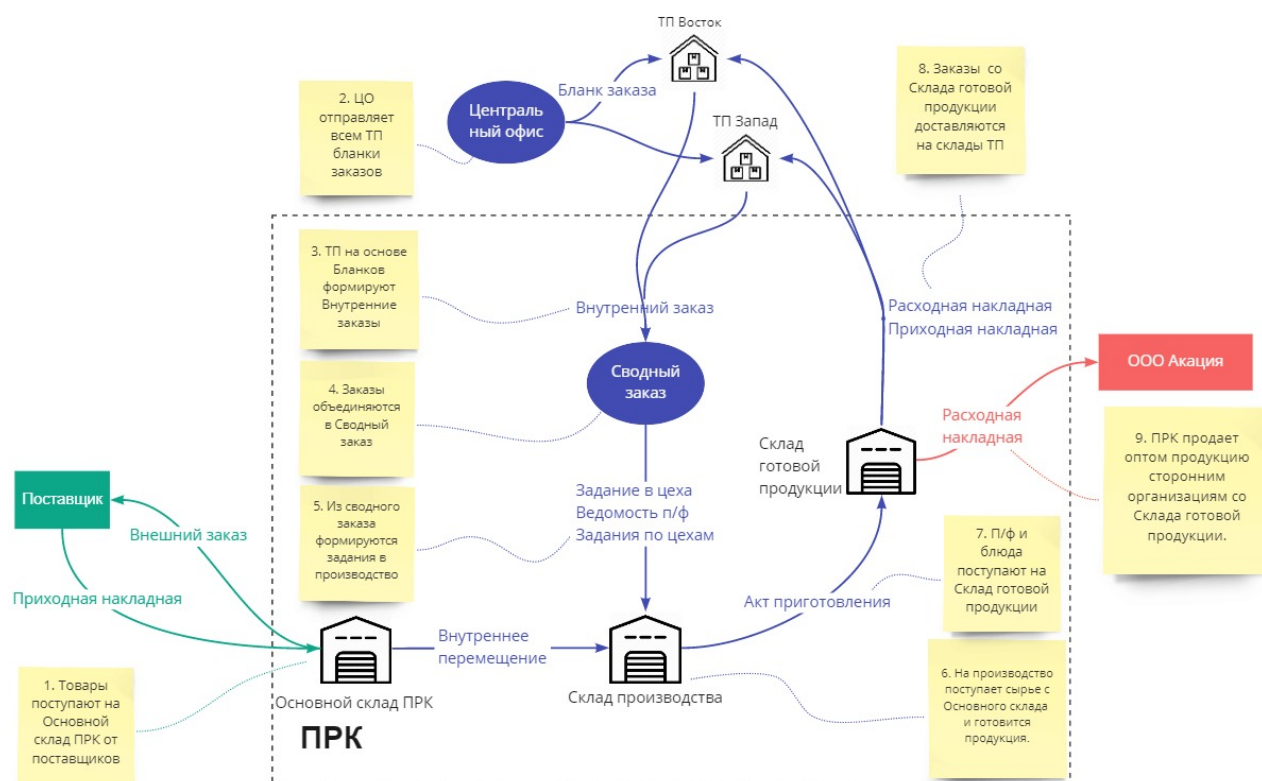 ТП Восток
2. ЦО
отправляет
всем ТП
бланки
заказов
Централь
ный офис
Бланк заказа
ТП Запад
8. Заказы со
Склада готовой
продукции
доставляются
на склады ТП
3. ТП на основе
Бланков
формируют
Внутренние
заказы
Внутренний заказ
Расходная накладная
Приходная накладная
4. Заказы
объединяются
в Сводный
заказ
Сводный
заказ
ООО Акация
Расходная
накладная
Склад
готовой
продукции
9. ПРК продает
оптом продукцию
сторонним
организациям со
Склада готовой
продукции.
Поставщик
Внешний заказ
Приходная накладная
5. Из сводного
заказа
формируются
задания в
производство
Задание в цеха
Ведомость п/ф
Задания по цехам
7. П/ф и
блюда
поступают на
Склад готовой
продукции
Акт приготовления
Внутреннее
перемещение
1. Товары
поступают на
Основной
склад ПРК от
поставщиков
Основной склад ПРК
Склад производства
6. На производство
поступает сырье с
Основного склада
и готовится
продукция.
ПРК